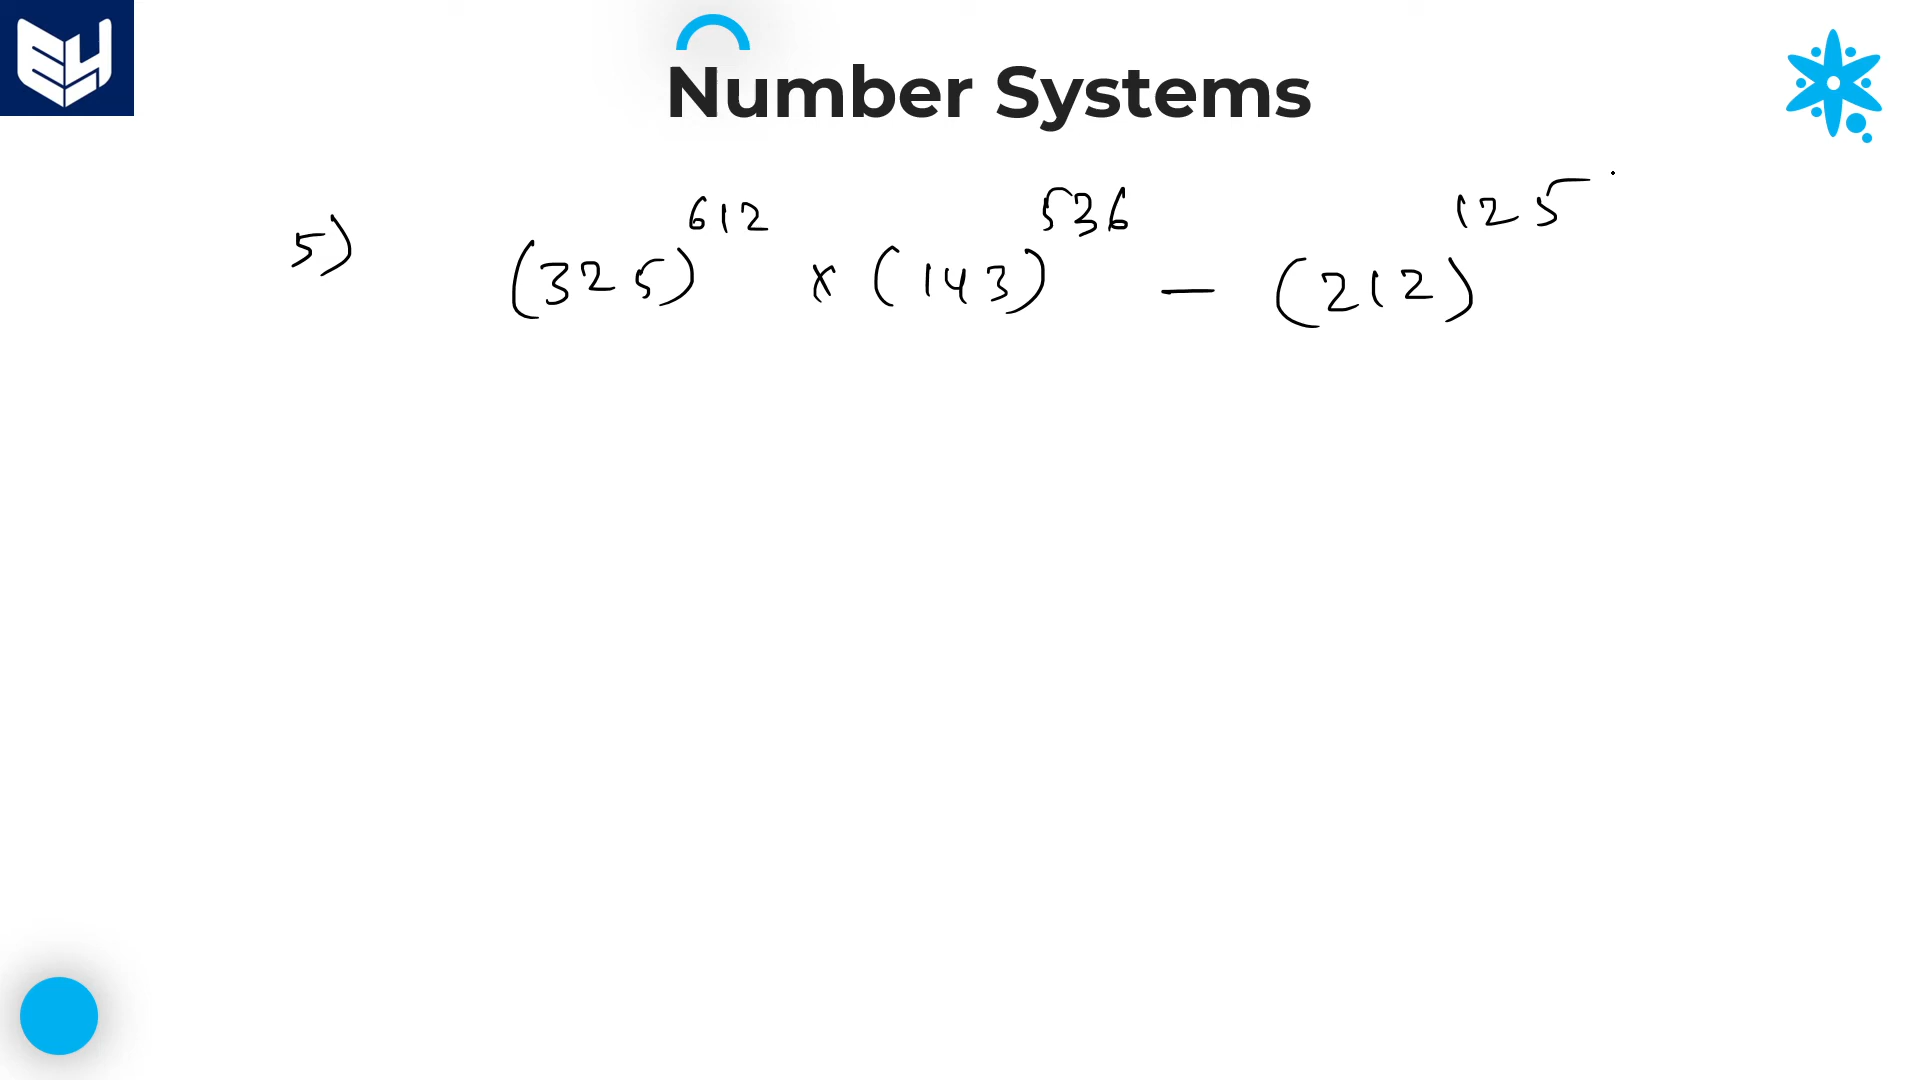 Number Systems
5) (325)^612 x (143)^536 — (212)^125